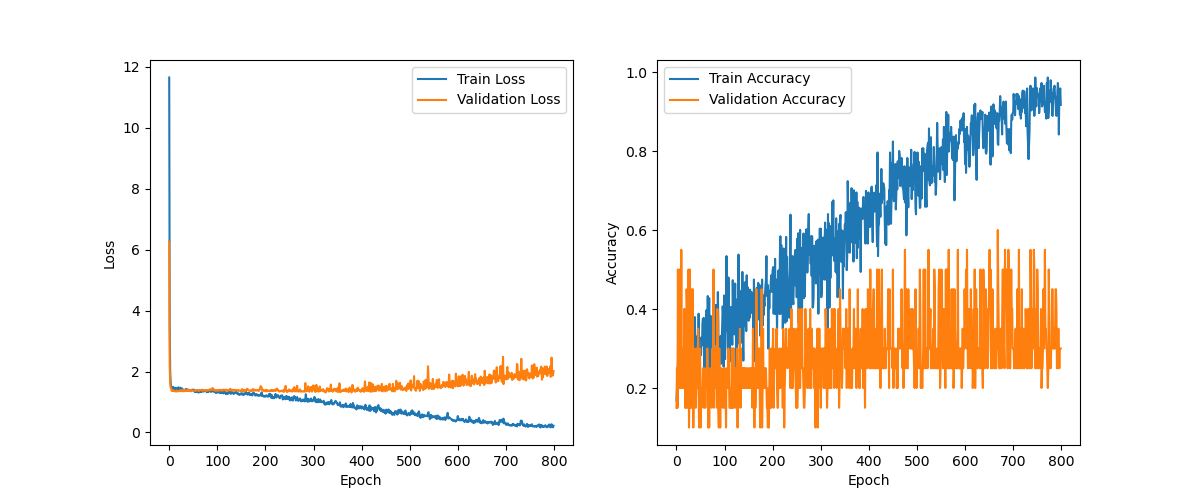 12
10
8
6
4
2
0
Loss
0 100 200 300 400 500 600 700 800
Epoch
Train Loss
Validation Loss
1.0
0.8
0.6
0.4
0.2
Accuracy
0 100 200 300 400 500 600 700 800
Epoch
Train Accuracy
Validation Accuracy